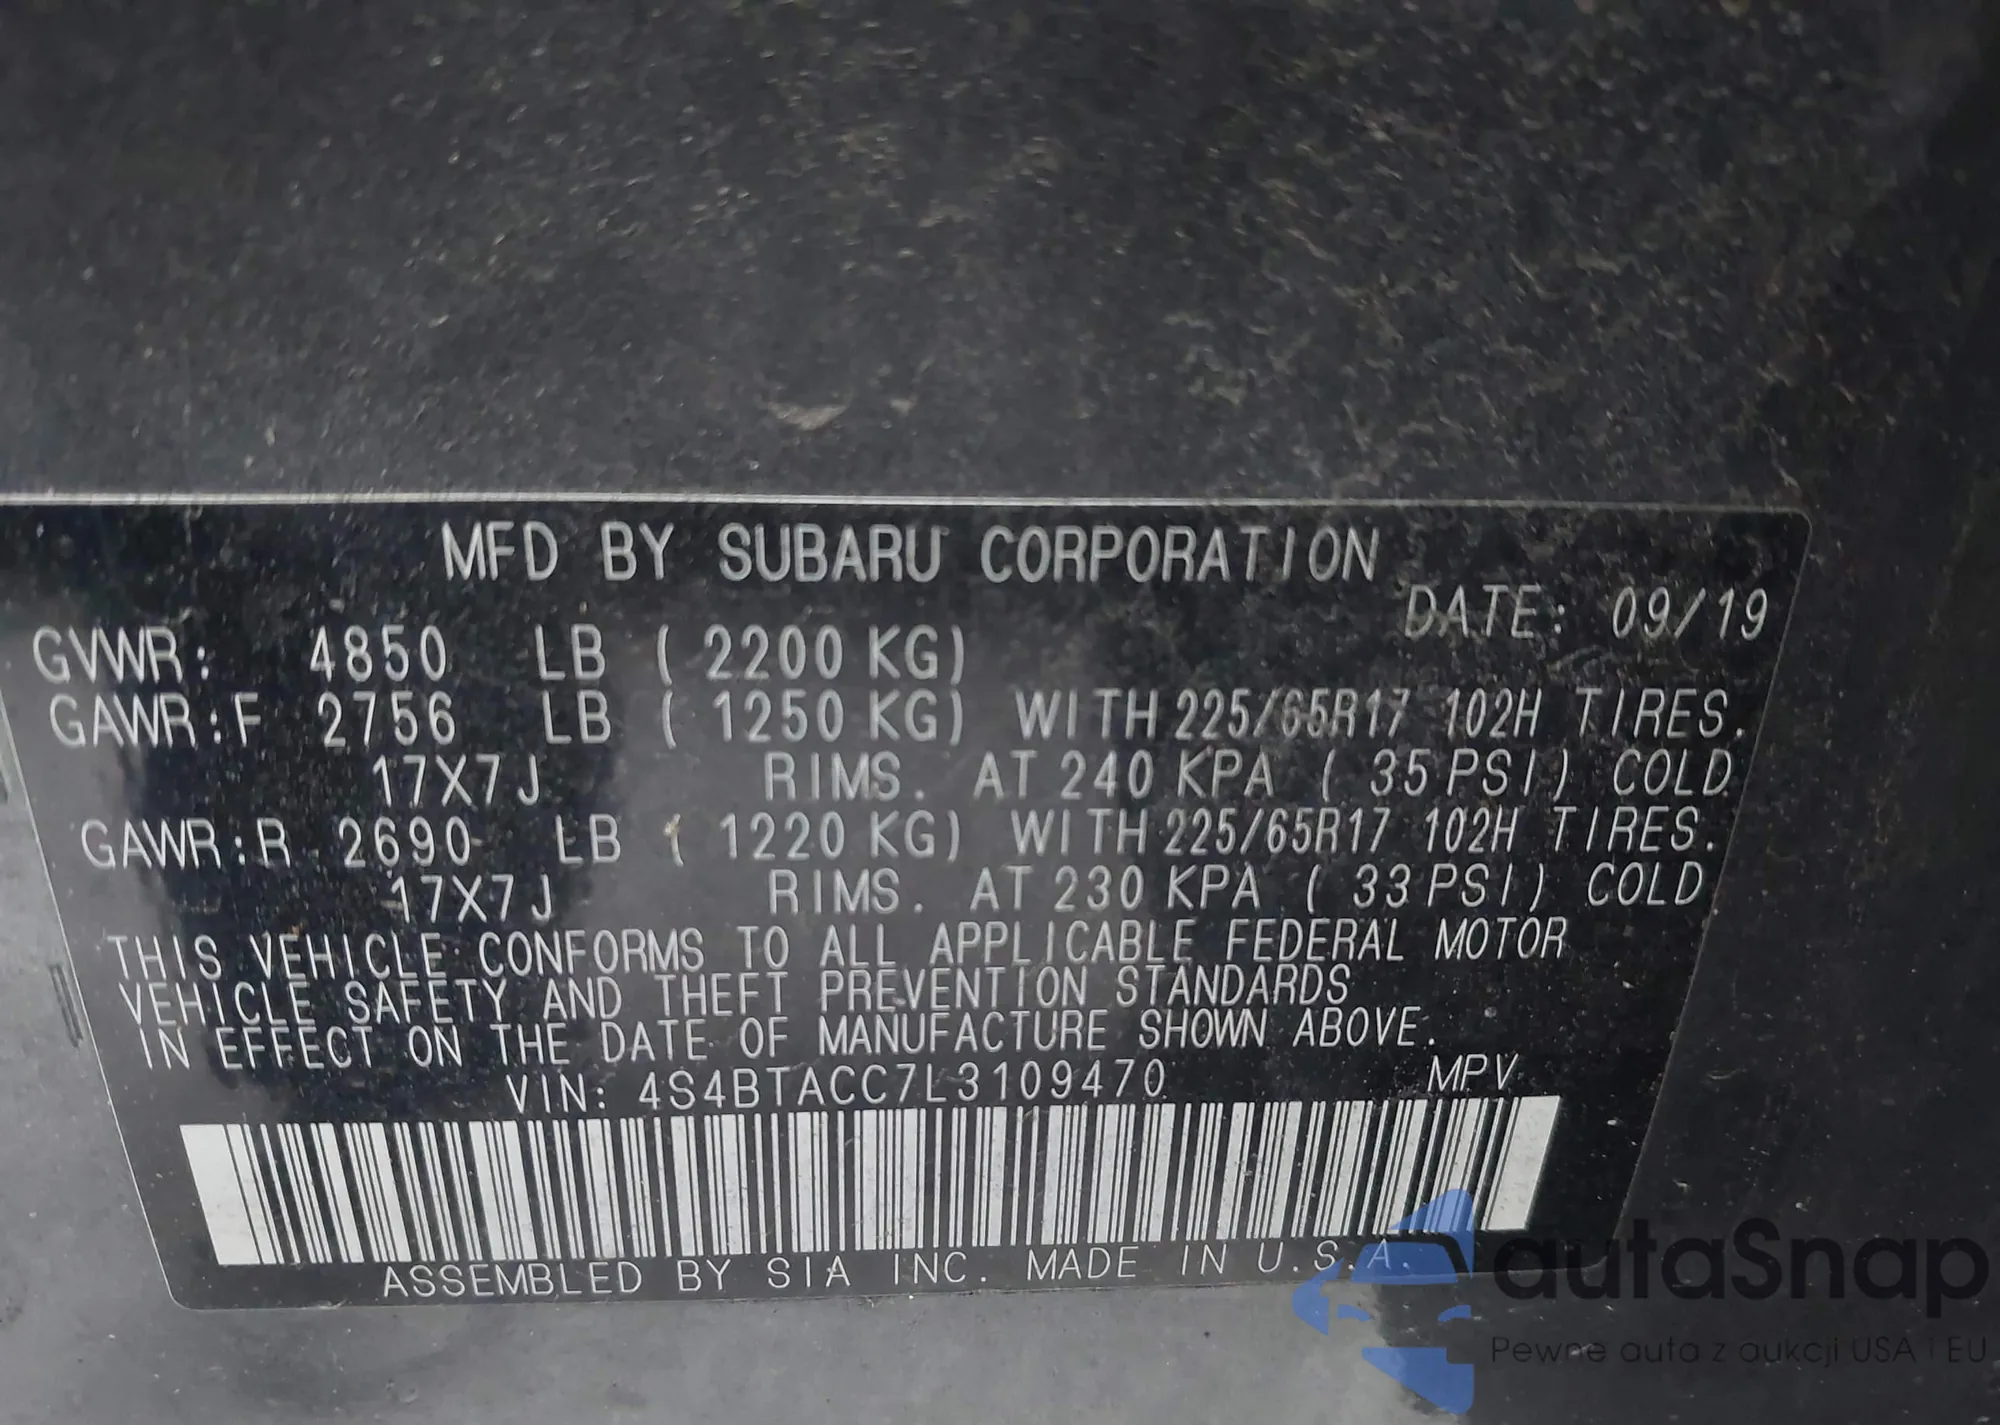 MFD BY SUBARU CORPORATION
DATE: 09/19
GVWR: 4850 LB ( 2200 KG)
GAWR:F 2756 LB ( 1250 KG) WITH 225/65R17 102H TIRES.
17X7J RIMS. AT 240 KPA ( 35 PSI) COLD
GAWR:R 2690 LB ( 1220 KG) WITH 225/65R17 102H TIRES.
17X7J RIMS. AT 230 KPA ( 33 PSI) COLD
THIS VEHICLE CONFORMS TO ALL APPLICABLE FEDERAL MOTOR
VEHICLE SAFETY AND THEFT PREVENTION STANDARDS
IN EFFECT ON THE DATE OF MANUFACTURE SHOWN ABOVE.
VIN: 4S4BTACC7L3109470 MPV
ASSEMBLED BY SIA INC. MADE IN U.S.A.
autaSnap
Pewne auta z aukcji USA i EU